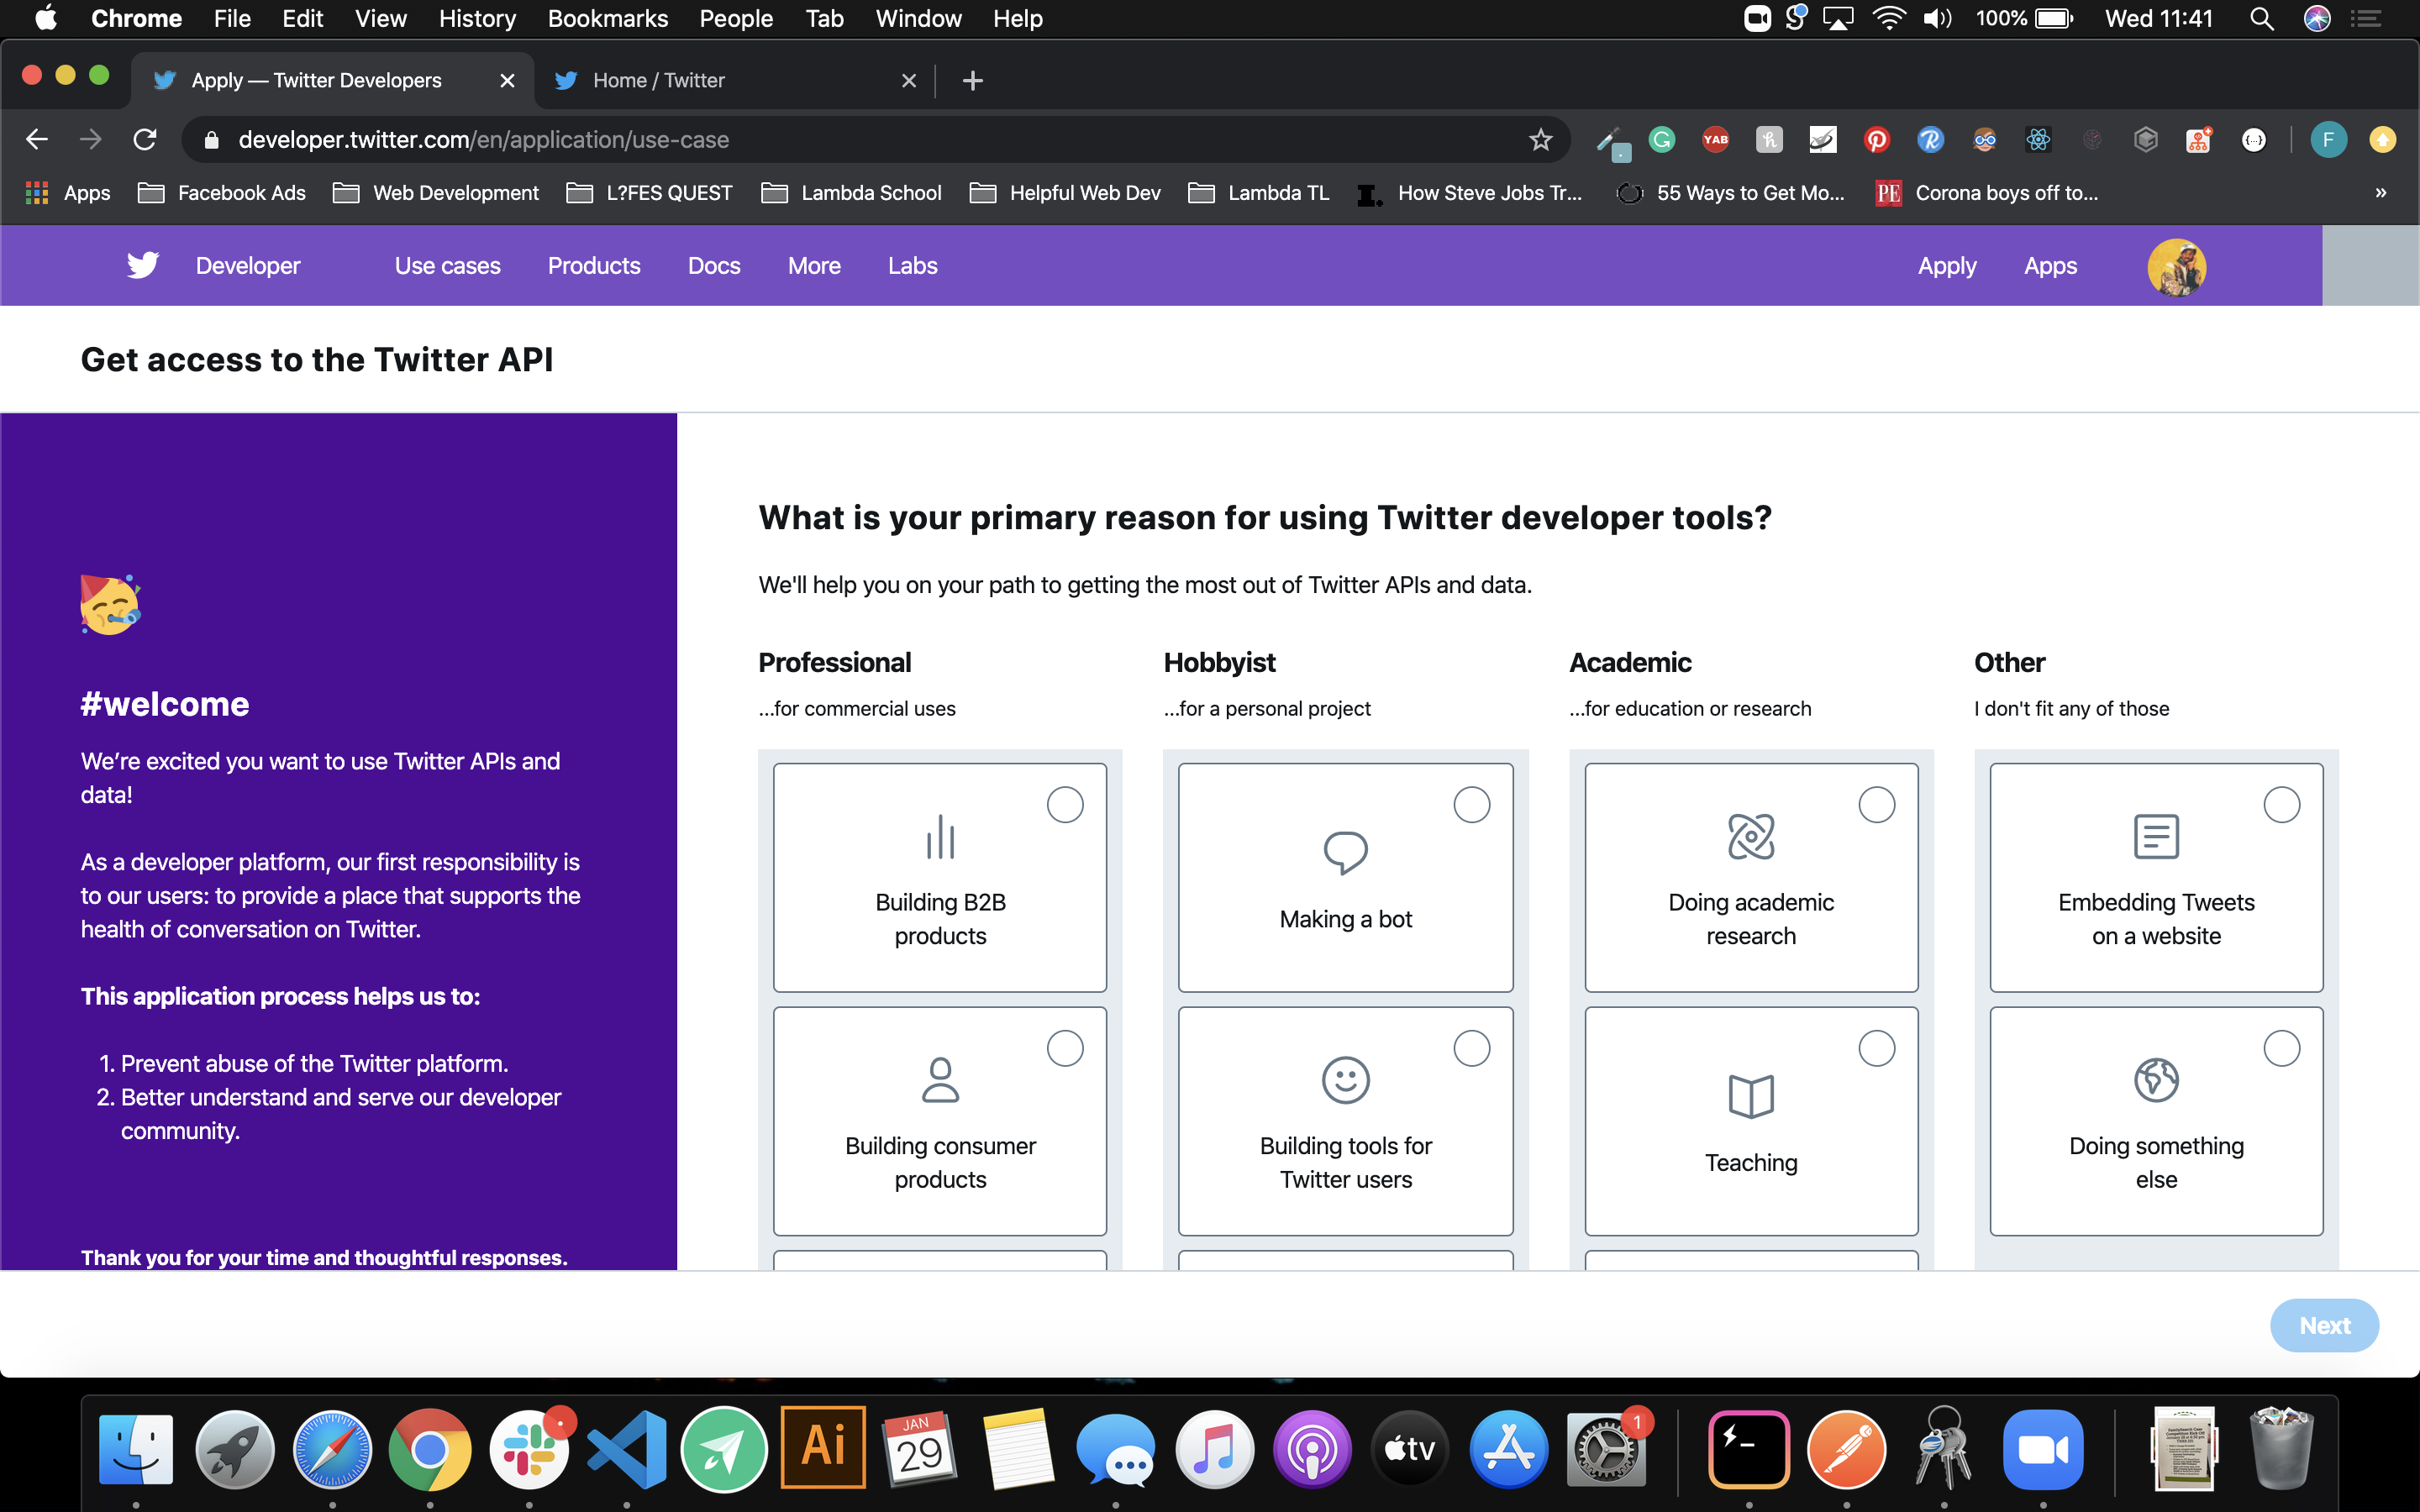 Chrome File Edit View History Bookmarks People Tab Window Help 100% Wed 11:41
Apply — Twitter Developers Home / Twitter
developer.twitter.com/en/application/use-case YAB F
Apps Facebook Ads Web Development L?FES QUEST Lambda School Helpful Web Dev Lambda TL How Steve Jobs Tr... 55 Ways to Get Mo... PE Corona boys off to... »
Developer Use cases Products Docs More Labs Apply Apps
Get access to the Twitter API
#welcome
We’re excited you want to use Twitter APIs and
data!
As a developer platform, our first responsibility is
to our users: to provide a place that supports the
health of conversation on Twitter.
This application process helps us to:
1. Prevent abuse of the Twitter platform.
2. Better understand and serve our developer
community.
Thank you for your time and thoughtful responses.
What is your primary reason for using Twitter developer tools?
We'll help you on your path to getting the most out of Twitter APIs and data.
Professional
...for commercial uses
Building B2B
products
Building consumer
products
Hobbyist
...for a personal project
Making a bot
Building tools for
Twitter users
Academic
...for education or research
Doing academic
research
Teaching
Other
I don't fit any of those
Embedding Tweets
on a website
Doing something
else
Next
Ai JAN 29 tv 1